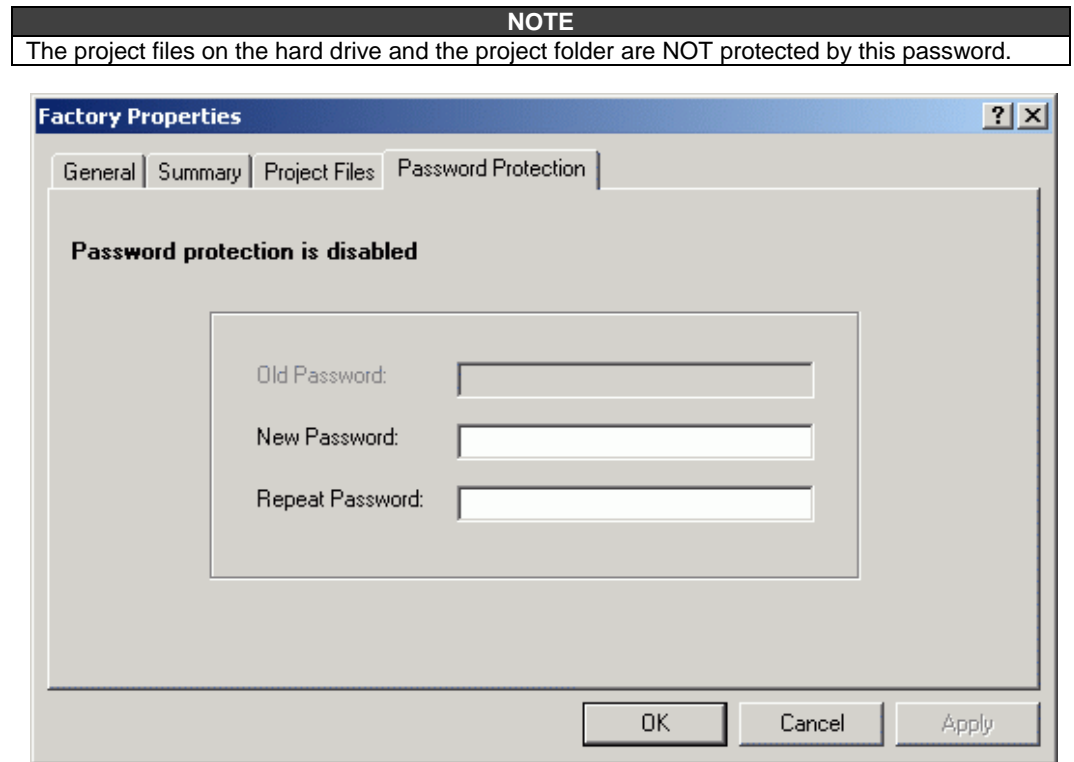 NOTE
The project files on the hard drive and the project folder are NOT protected by this password.
Factory Properties
General Summary Project Files Password Protection
Password protection is disabled
Old Password:
New Password:
Repeat Password:
OK Cancel Apply